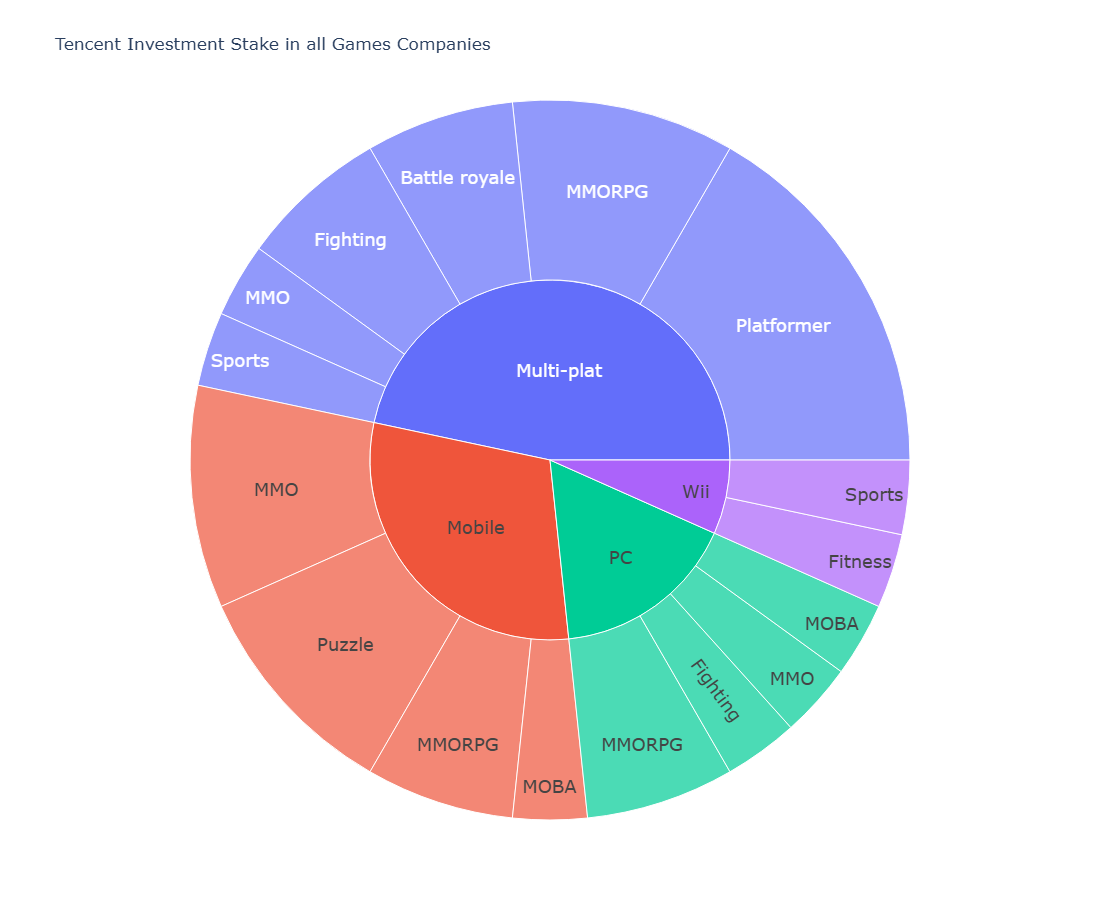 Tencent Investment Stake in all Games Companies
Battle royale
MMORPG
Fighting
MMO
Platformer
Sports
Multi-plat
MMO
Wii
Sports
Mobile
PC
Fitness
Puzzle
MOBA
MMO
Fighting
MMORPG
MMORPG
MOBA